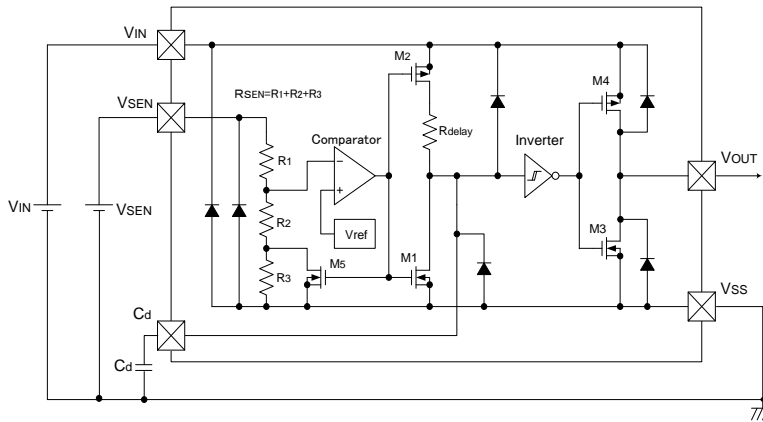 VIN
M2
M4
VSEN
RSEN=R1+R2+R3
Comparator
Rdelay
Inverter
R1
−
+
VOUT
VIN
VSEN
R2
Vref
M5
M1
M3
R3
Cd
VSS
Cd